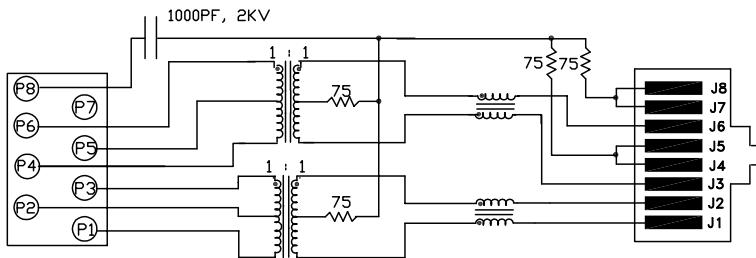 1000PF, 2KV
P8
P7
P6
P5
P4
P3
P2
P1
1 : 1
75
1 : 1
75
75 75
J8
J7
J6
J5
J4
J3
J2
J1